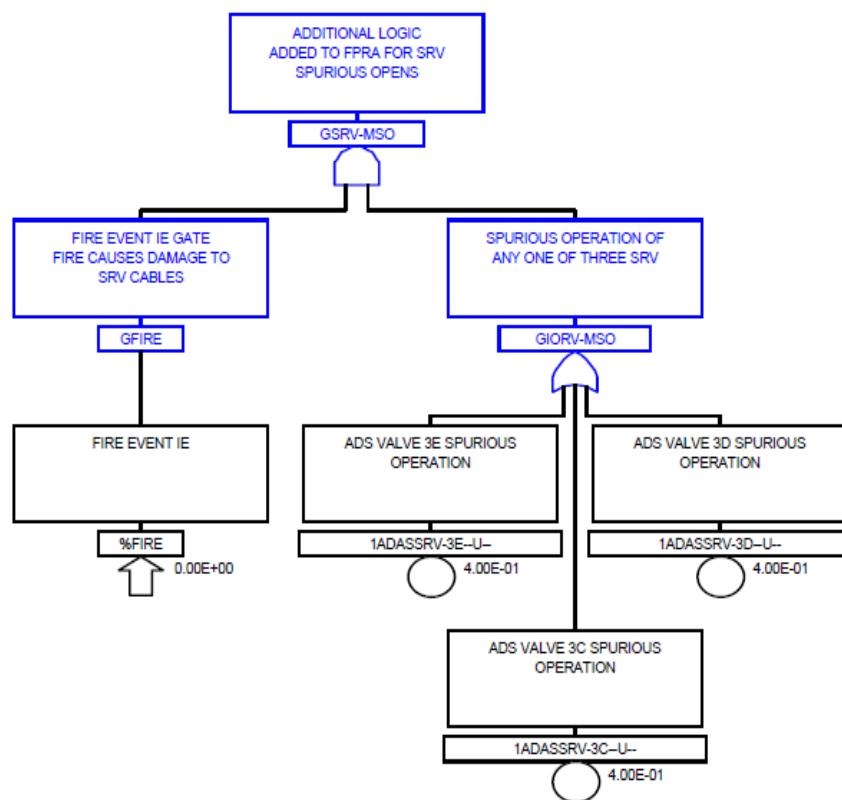 ADDITIONAL LOGIC
ADDED TO FPRA FOR SRV
SPURIOUS OPENS
GSRV-MSO
FIRE EVENT IE GATE
FIRE CAUSES DAMAGE TO
SRV CABLES
GFIRE
SPURIOUS OPERATION OF
ANY ONE OF THREE SRV
GIORV-MSO
FIRE EVENT IE
%FIRE
0.00E+00
ADS VALVE 3E SPURIOUS
OPERATION
1ADASSRV-3E--U--
4.00E-01
ADS VALVE 3D SPURIOUS
OPERATION
1ADASSRV-3D--U--
4.00E-01
ADS VALVE 3C SPURIOUS
OPERATION
1ADASSRV-3C--U--
4.00E-01